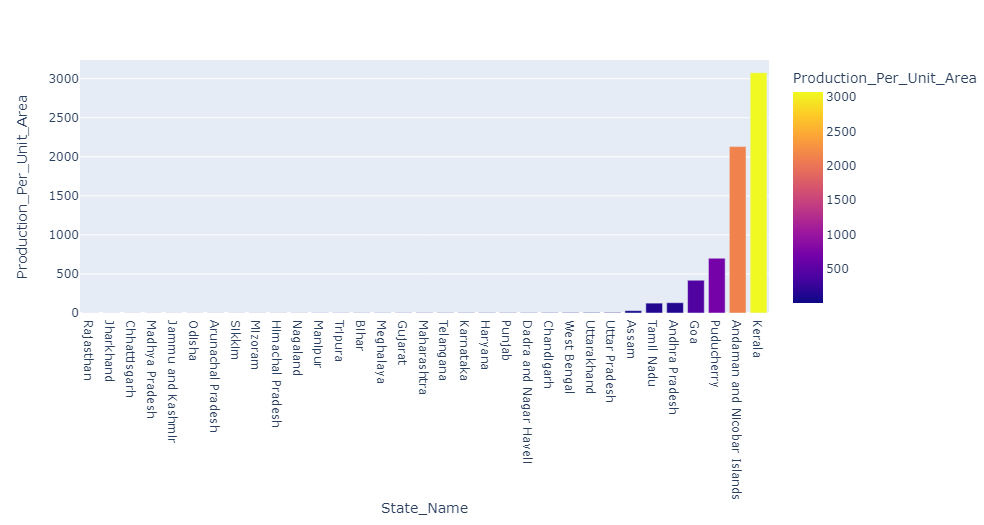 Production_Per_Unit_Area
3000
2500
2000
1500
1000
500
0
Rajasthan
Jharkhand
Chhattisgarh
Madhya Pradesh
Jammu and Kashmir
Odisha
Arunachal Pradesh
Sikkim
Mizoram
Himachal Pradesh
Nagaland
Manipur
Tripura
Bihar
Meghalaya
Gujarat
Maharashtra
Telangana
Karnataka
Haryana
Punjab
Dadra and Nagar Haveli
Chandigarh
West Bengal
Uttarakhand
Uttar Pradesh
Assam
Tamil Nadu
Andhra Pradesh
Goa
Puducherry
Andaman and Nicobar Islands
Kerala
State_Name
Production_Per_Unit_Area
3000
2500
2000
1500
1000
500